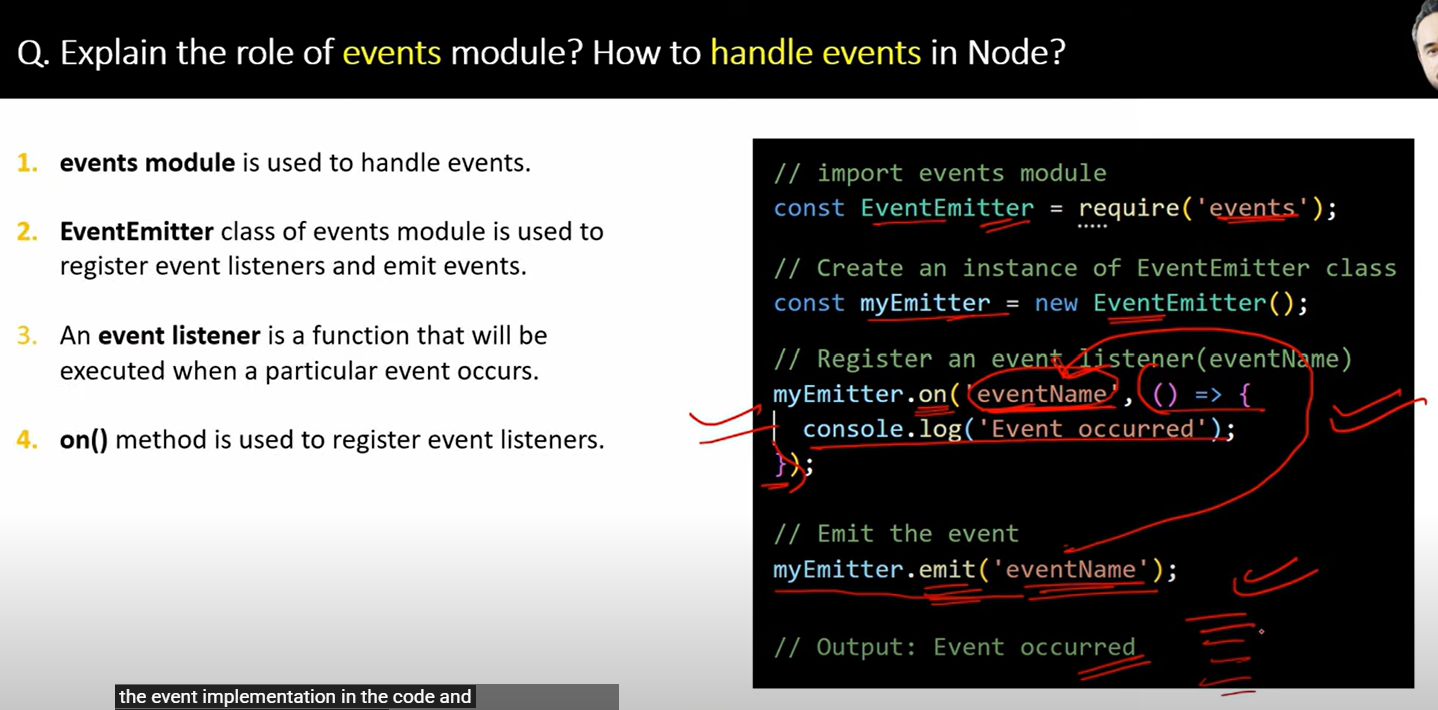 Q. Explain the role of events module? How to handle events in Node?
1. events module is used to handle events.
2. EventEmitter class of events module is used to
register event listeners and emit events.
3. An event listener is a function that will be
executed when a particular event occurs.
4. on() method is used to register event listeners.
// import events module
const EventEmitter = require('events');
// Create an instance of EventEmitter class
const myEmitter = new EventEmitter();
// Register an event listener(eventName)
myEmitter.on('eventName', () => {
console.log('Event occurred');
});
// Emit the event
myEmitter.emit('eventName');
// Output: Event occurred
the event implementation in the code and